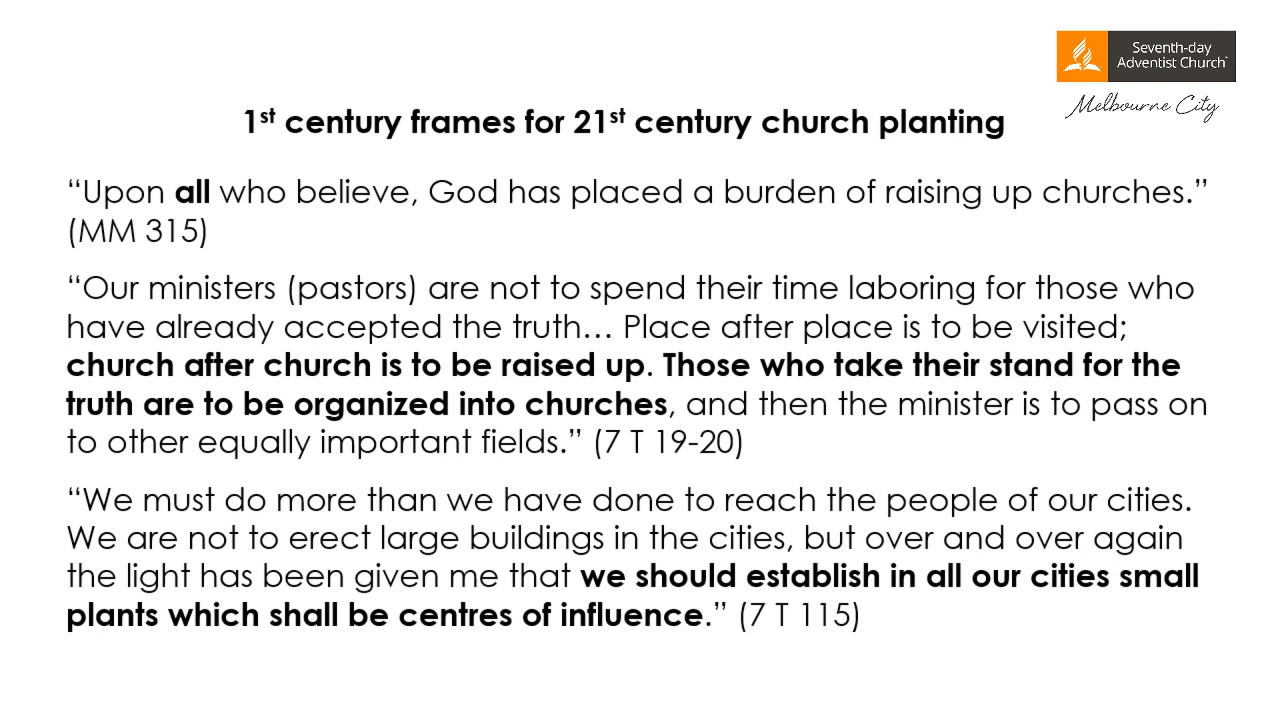 Seventh-day
Adventist Church™
Melbourne City
1st century frames for 21st century church planting
“Upon all who believe, God has placed a burden of raising up churches.”
(MM 315)
“Our ministers (pastors) are not to spend their time laboring for those who
have already accepted the truth… Place after place is to be visited;
church after church is to be raised up. Those who take their stand for the
truth are to be organized into churches, and then the minister is to pass on
to other equally important fields.” (7 T 19-20)
“We must do more than we have done to reach the people of our cities.
We are not to erect large buildings in the cities, but over and over again
the light has been given me that we should establish in all our cities small
plants which shall be centres of influence.” (7 T 115)